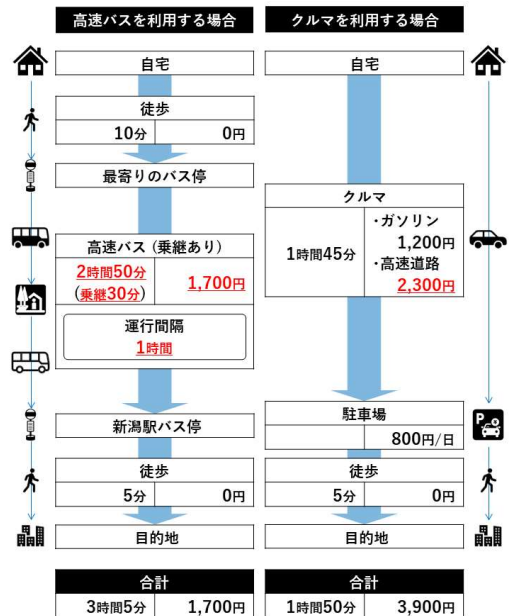 高速バスを利用する場合
自宅
徒歩
10分 0円
最寄りのバス停
高速バス (乗継あり)
2時間50分
(乗継30分)
1,700円
運行間隔
1時間
新潟駅バス停
徒歩
5分 0円
目的地
合計
3時間5分 1,700円
クルマを利用する場合
自宅
クルマ
1時間45分
・ガソリン
1,200円
・高速道路
2,300円
駐車場
800円/日
徒歩
5分 0円
目的地
合計
1時間50分 3,900円
P